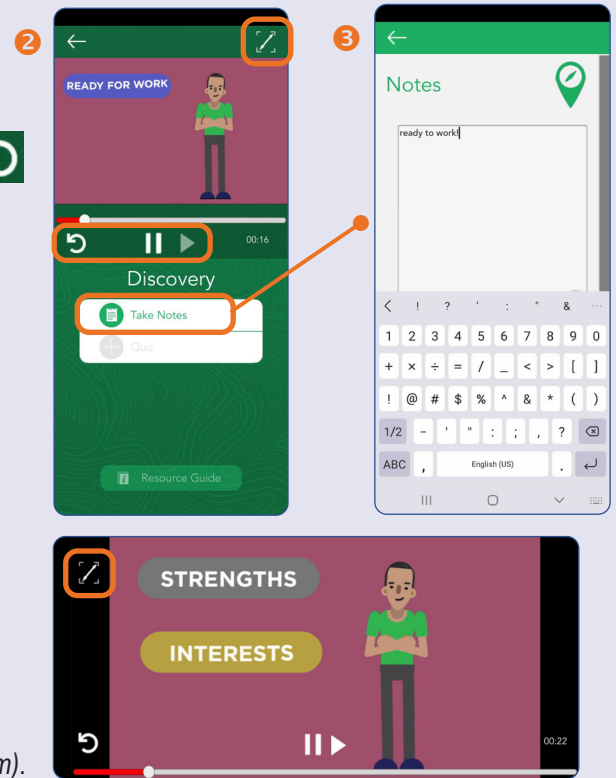 2
READY FOR WORK
00:16
Discovery
Take Notes
Quiz
Resource Guide
3
Notes
ready to work!
! ? ' : " & ...
1 2 3 4 5 6 7 8 9 0
+ × ÷ = / _ < > [ ]
! @ # $ % ^ & * ( )
1/2 - ' " : ; , ?
ABC , English (US) .
STRENGTHS
INTERESTS
00:22
m).